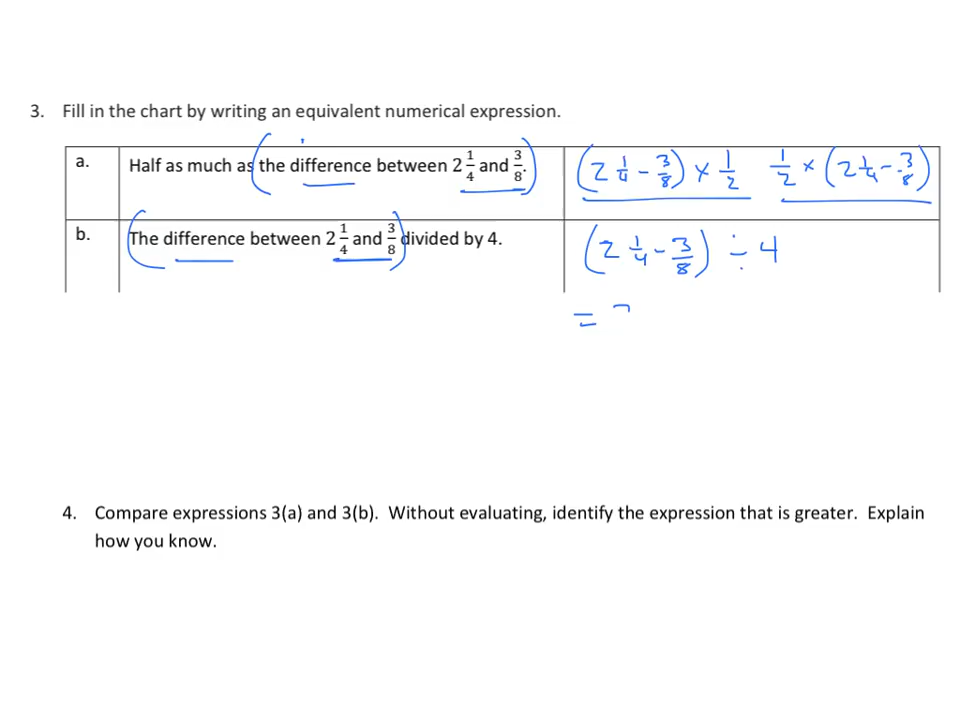 3. Fill in the chart by writing an equivalent numerical expression.
a. Half as much as the difference between 2 1/4 and 3/8. (2 1/4 - 3/8) × 1/2 1/2 × (2 1/4 - 3/8)
b. The difference between 2 1/4 and 3/8 divided by 4. (2 1/4 - 3/8) ÷ 4
=
4. Compare expressions 3(a) and 3(b). Without evaluating, identify the expression that is greater. Explain
how you know.